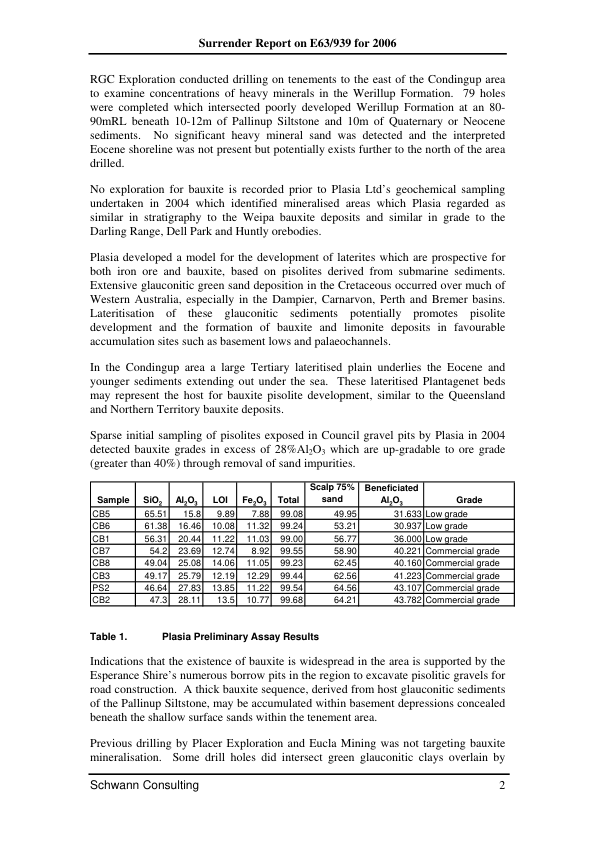 Surrender Report on E63/939 for 2006
RGC Exploration conducted drilling on tenements to the east of the Condingup area
to examine concentrations of heavy minerals in the Werillup Formation. 79 holes
were completed which intersected poorly developed Werillup Formation at an 80-
90mRL beneath 10-12m of Pallinup Siltstone and 10m of Quaternary or Neocene
sediments. No significant heavy mineral sand was detected and the interpreted
Eocene shoreline was not present but potentially exists further to the north of the area
drilled.
No exploration for bauxite is recorded prior to Plasia Ltd's geochemical sampling
undertaken in 2004 which identified mineralised areas which Plasia regarded as
similar in stratigraphy to the Weipa bauxite deposits and similar in grade to the
Darling Range, Dell Park and Huntly orebodies.
Plasia developed a model for the development of laterites which are prospective for
both iron ore and bauxite, based on pisolites derived from submarine sediments.
Extensive glauconitic green sand deposition in the Cretaceous occurred over much of
Western Australia, especially in the Dampier, Carnarvon, Perth and Bremer basins.
Lateritisation of these glauconitic sediments potentially promotes pisolite
development and the formation of bauxite and limonite deposits in favourable
accumulation sites such as basement lows and palaeochannels.
In the Condingup area a large Tertiary lateritised plain underlies the Eocene and
younger sediments extending out under the sea. These lateritised Plantagenet beds
may represent the host for bauxite pisolite development, similar to the Queensland
and Northern Territory bauxite deposits.
Sparse initial sampling of pisolites exposed in Council gravel pits by Plasia in 2004
detected bauxite grades in excess of 28%Al2O3 which are up-gradable to ore grade
(greater than 40%) through removal of sand impurities.
Sample SiO2 Al2O3 LOI Fe2O3 Total Scalp 75% sand Beneficiated Al2O3 Grade
CB5 65.51 15.8 9.89 7.88 99.08 49.95 31.633 Low grade
CB6 61.38 16.46 10.08 11.32 99.24 53.21 30.937 Low grade
CB1 56.31 20.44 11.22 11.03 99.00 56.77 36.000 Low grade
CB7 54.2 23.69 12.74 8.92 99.55 58.90 40.221 Commercial grade
CB8 49.04 25.08 14.06 11.05 99.23 62.45 40.160 Commercial grade
CB3 49.17 25.79 12.19 12.29 99.44 62.56 41.223 Commercial grade
PS2 46.64 27.83 13.85 11.22 99.54 64.56 43.107 Commercial grade
CB2 47.3 28.11 13.5 10.77 99.68 64.21 43.782 Commercial grade
Table 1. Plasia Preliminary Assay Results
Indications that the existence of bauxite is widespread in the area is supported by the
Esperance Shire's numerous borrow pits in the region to excavate pisolitic gravels for
road construction. A thick bauxite sequence, derived from host glauconitic sediments
of the Pallinup Siltstone, may be accumulated within basement depressions concealed
beneath the shallow surface sands within the tenement area.
Previous drilling by Placer Exploration and Eucla Mining was not targeting bauxite
mineralisation. Some drill holes did intersect green glauconitic clays overlain by
Schwann Consulting 2